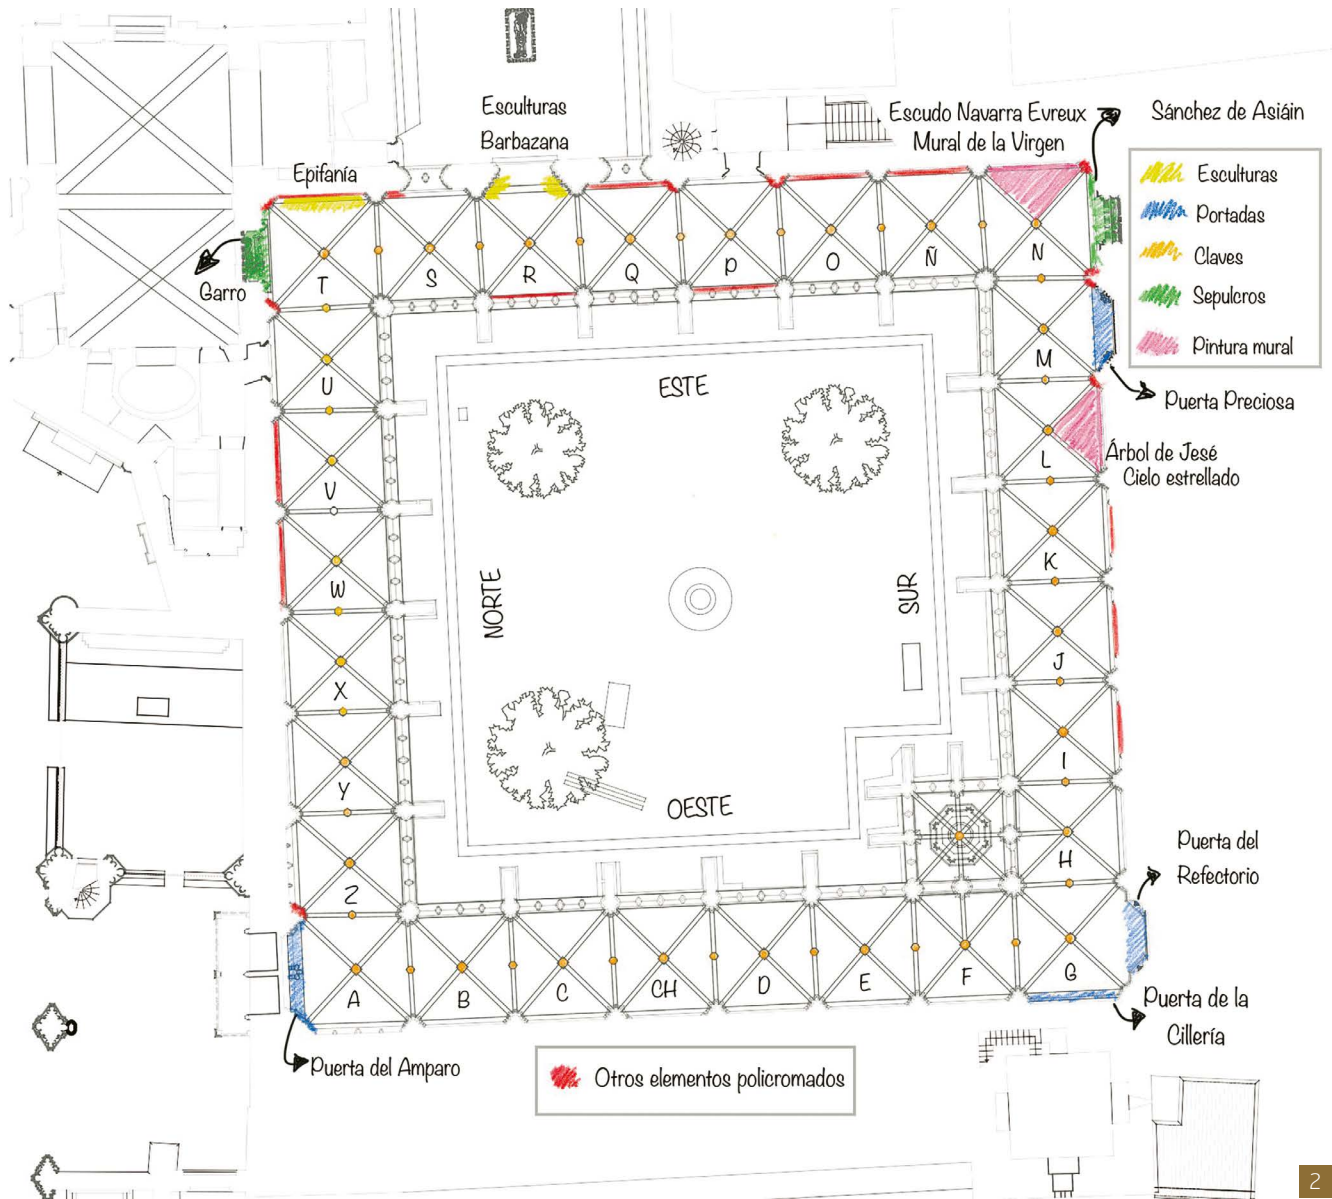 Esculturas
Barbazana
Escudo Navarra Evreux
Mural de la Virgen
Sánchez de Asiáin
Epifanía
Garro
Esculturas
Portadas
Claves
Sepulcros
Pintura mural
T
S
R
Q
P
O
Ñ
N
U
M
V
L
W
K
X
J
Y
I
Z
H
A
B
C
CH
D
E
F
G
ESTE
NORTE
SUR
OESTE
Puerta Preciosa
Árbol de Jesé
Cielo estrellado
Puerta del
Refectorio
Puerta de la
Cillería
Puerta del Amparo
Otros elementos policromados
2